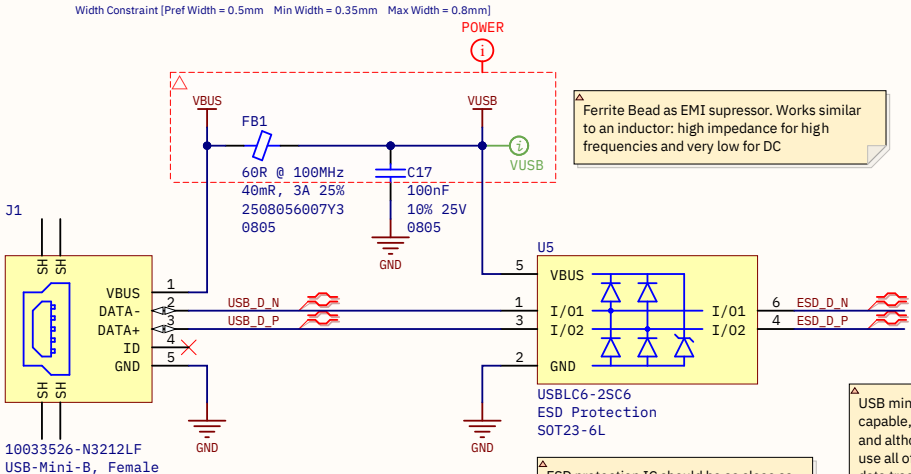 Width Constraint [Pref Width = 0.5mm   Min Width = 0.35mm   Max Width = 0.8mm]
POWER
i
VBUS
VUSB
FB1
i
VUSB
60R @ 100MHz
40mR, 3A 25%
2508056007Y3
0805
C17
100nF
10% 25V
0805
GND
Ferrite Bead as EMI supressor. Works similar
to an inductor: high impedance for high
frequencies and very low for DC
J1
SH
SH
VBUS
DATA-
DATA+
ID
GND
1
2
3
4
5
SH
SH
10033526-N3212LF
USB-Mini-B, Female
USB_D_N
USB_D_P
GND
GND
U5
5
1
3
2
VBUS
I/O1
I/O2
GND
I/O1
I/O2
6
4
ESD_D_N
ESD_D_P
USBLC6-2SC6
ESD Protection
SOT23-6L
USB min
capable,
and altho
use all of